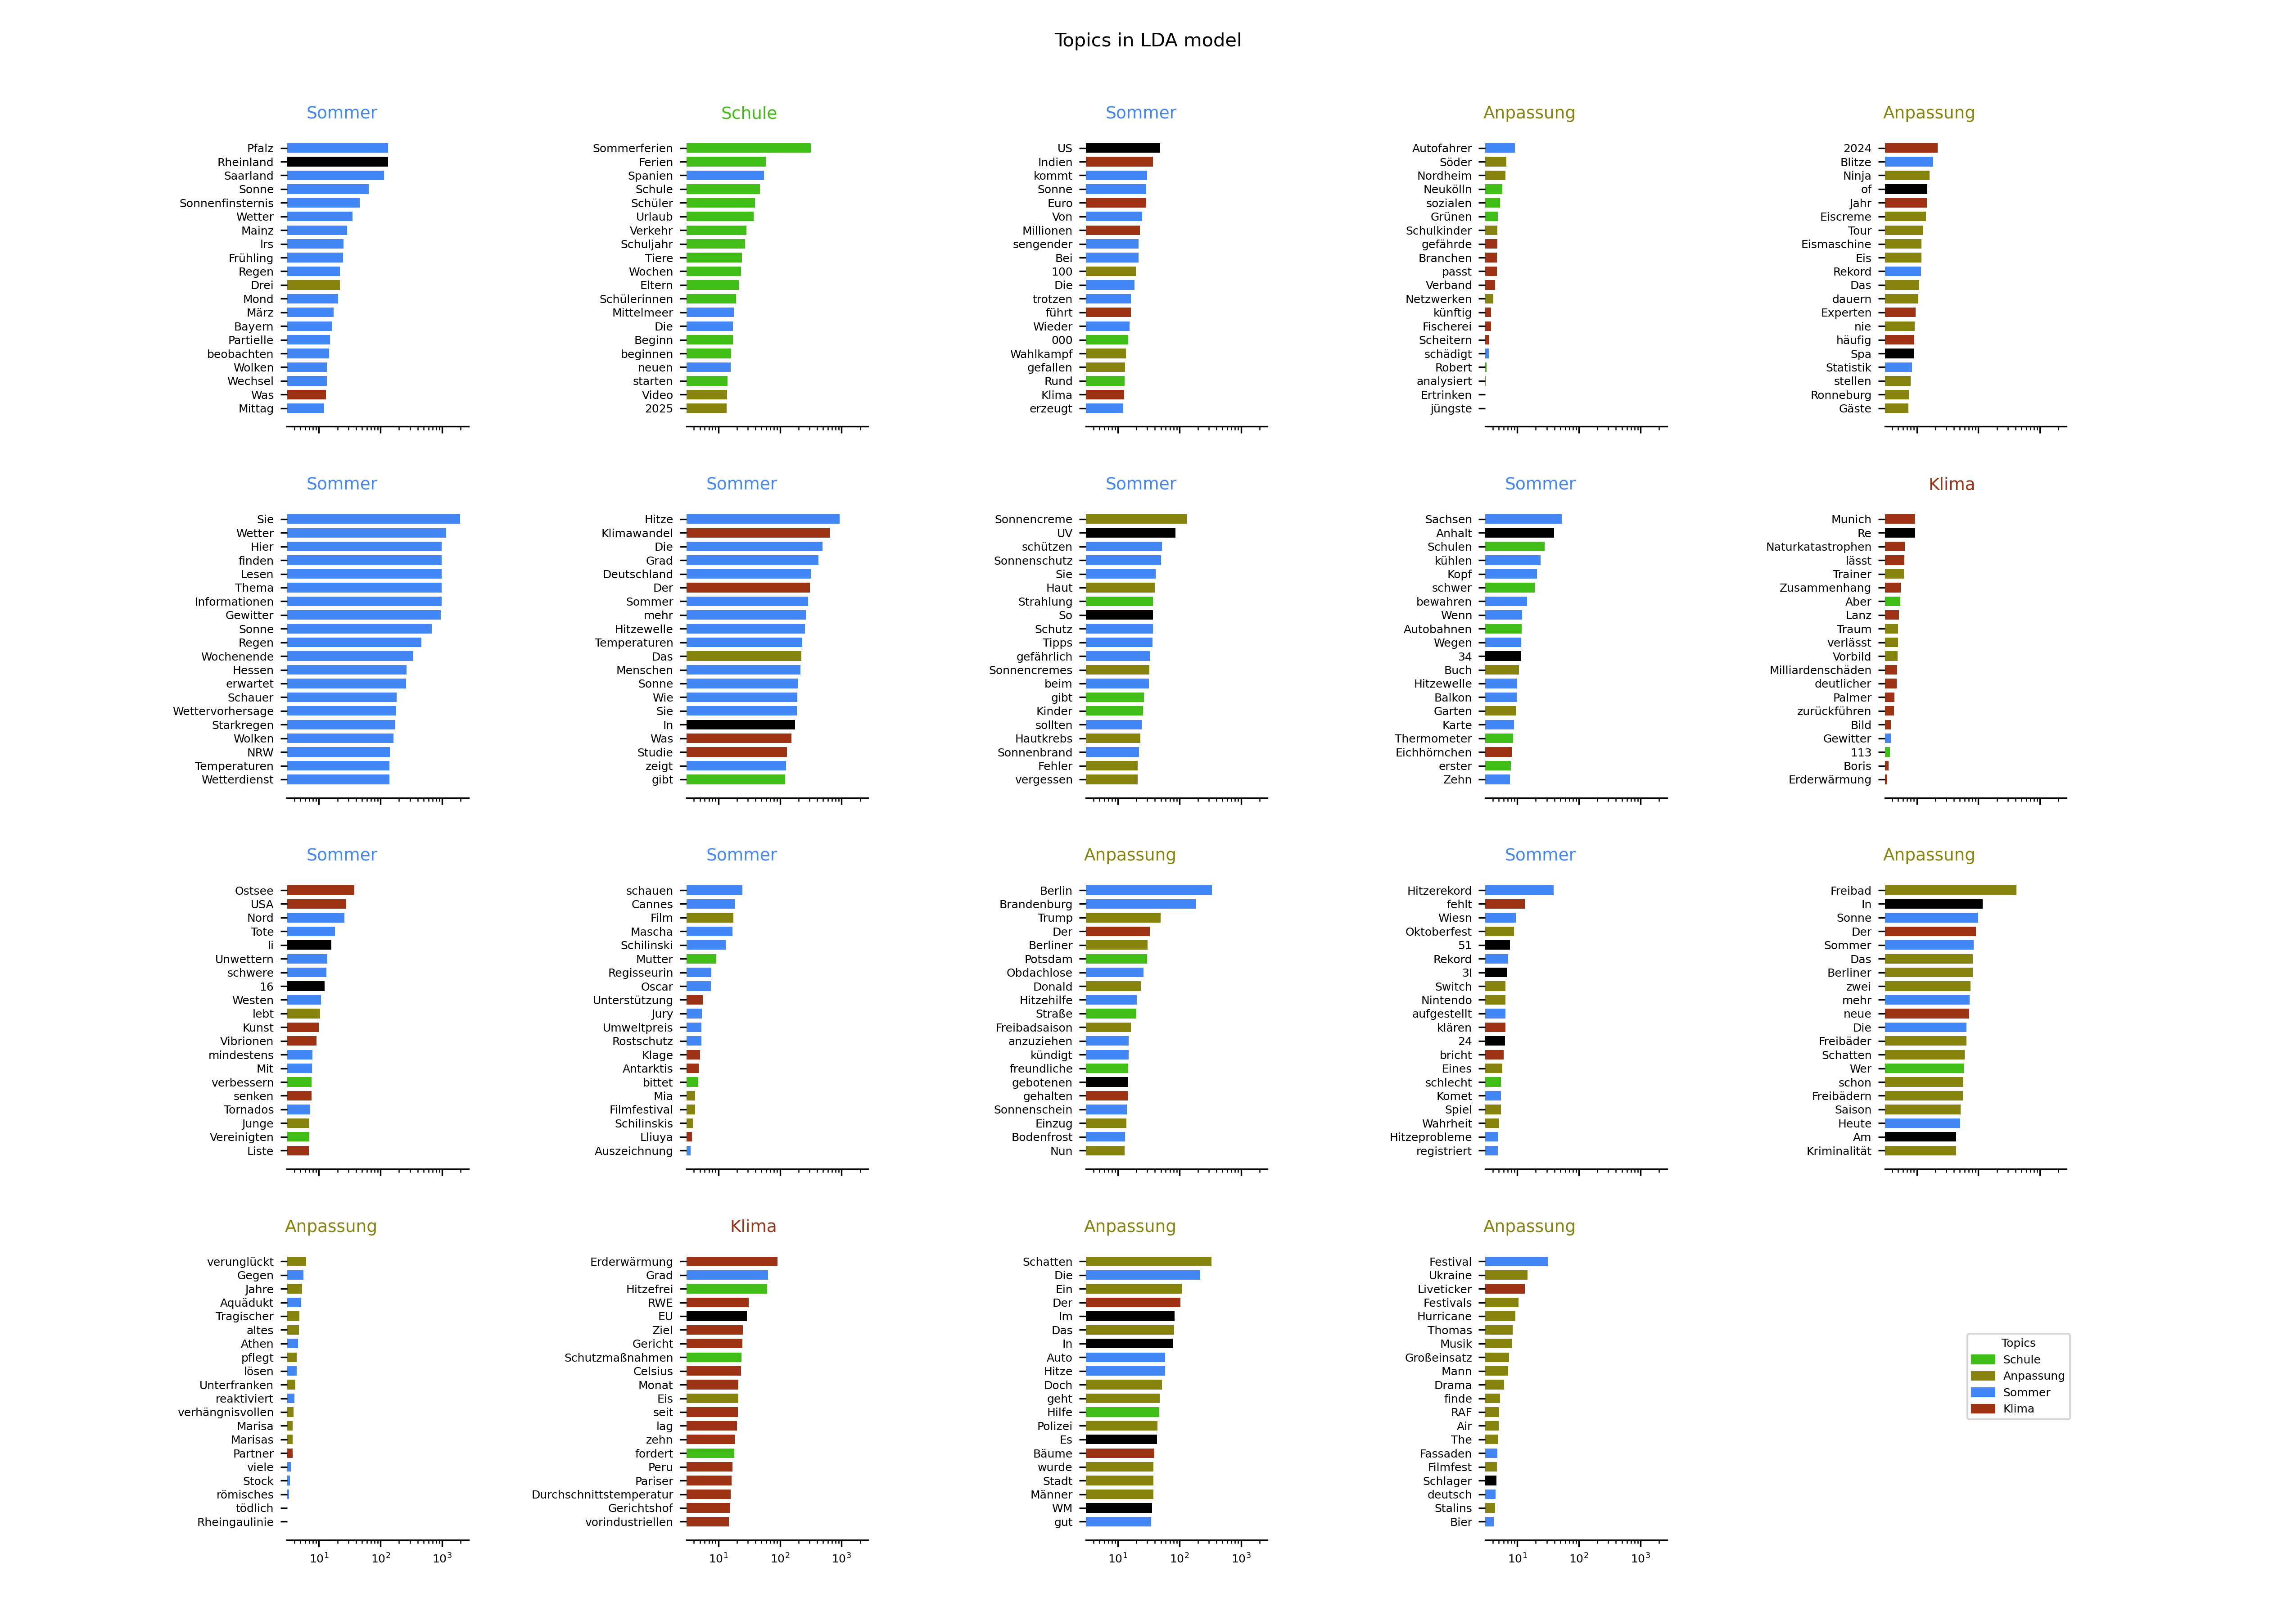 Topics in LDA model
Sommer
Pfalz
Rheinland
Saarland
Sonne
Sonnenfinsternis
Wetter
Mainz
Irs
Frühling
Regen
Drei
Mond
März
Bayern
Partielle
beobachten
Wolken
Wechsel
Was
Mittag
Schule
Sommerferien
Ferien
Spanien
Schule
Schüler
Urlaub
Verkehr
Schuljahr
Tiere
Wochen
Eltern
Schülerinnen
Mittelmeer
Die
Beginn
beginnen
neuen
starten
Video
2025
Sommer
US
Indien
kommt
Sonne
Euro
Von
Millionen
sengender
Bei
100
Die
trotzen
führt
Wieder
000
Wahlkampf
gefallen
Rund
Klima
erzeugt
Anpassung
Autofahrer
Söder
Nordheim
Neukölln
sozialen
Grünen
Schulkinder
gefährde
Branchen
passt
Verband
Netzwerken
künftig
Fischerei
Scheitern
schädigt
Robert
analysiert
Ertrinken
jüngste
Anpassung
2024
Blitze
Ninja
of
Jahr
Eiscreme
Tour
Eismaschine
Eis
Rekord
Das
dauern
Experten
nie
häufig
Spa
Statistik
stellen
Ronneburg
Gäste
Sommer
Sie
Wetter
Hier
finden
Lesen
Thema
Informationen
Gewitter
Sonne
Regen
Wochenende
Hessen
erwartet
Schauer
Wettervorhersage
Starkregen
Wolken
NRW
Temperaturen
Wetterdienst
Sommer
Hitze
Klimawandel
Die
Grad
Deutschland
Der
Sommer
mehr
Hitzewelle
Temperaturen
Das
Menschen
Sonne
Wie
Sie
In
Was
Studie
zeigt
gibt
Sommer
Sonnencreme
UV
schützen
Sonnenschutz
Sie
Haut
Strahlung
So
Schutz
Tipps
gefährlich
Sonnencremes
beim
gibt
Kinder
sollten
Hautkrebs
Sonnenbrand
Fehler
vergessen
Sommer
Sachsen
Anhalt
Schulen
kühlen
Kopf
schwer
bewahren
Wenn
Autobahnen
Wegen
34
Buch
Hitzewelle
Balkon
Garten
Karte
Thermometer
Eichhörnchen
erster
Zehn
Klima
Munich
Re
Naturkatastrophen
lässt
Trainer
Zusammenhang
Aber
Lanz
Traum
verlässt
Vorbild
Milliardenschäden
deutlicher
Palmer
zurückführen
Bild
Gewitter
113
Boris
Erderwärmung
Sommer
Ostsee
USA
Nord
Tote
li
Unwettern
schwere
16
Westen
lebt
Kunst
Vibrionen
mindestens
Mit
verbessern
senken
Tornados
Junge
Vereinigten
Liste
Sommer
schauen
Cannes
Film
Mascha
Schilinski
Mutter
Regisseurin
Oscar
Unterstützung
Jury
Umweltpreis
Rostschutz
Klage
Antarktis
bittet
Mia
Filmfestival
Schilinskis
Lliuya
Auszeichnung
Anpassung
Berlin
Brandenburg
Trump
Der
Berliner
Potsdam
Obdachlose
Donald
Hitzehilfe
Straße
Freibadsaison
anzuziehen
kündigt
freundliche
gebotenen
gehalten
Sonnenschein
Einzug
Bodenfrost
Nun
Sommer
Hitzerekord
fehlt
Wiesn
Oktoberfest
51
Rekord
3I
Switch
Nintendo
aufgestellt
klären
24
bricht
Eines
schlecht
Komet
Spiel
Wahrheit
Hitzeprobleme
registriert
Anpassung
Freibad
In
Sonne
Der
Sommer
Das
Berliner
zwei
mehr
neue
Die
Freibäder
Schatten
Wer
schon
Freibädern
Saison
Heute
Am
Kriminalität
Anpassung
verunglückt
Gegen
Jahre
Aquädukt
Tragischer
altes
Athen
pflegt
lösen
Unterfranken
reaktiviert
verhängnisvollen
Marisa
Marisas
Partner
viele
Stock
römisches
tödlich
Rheingaulinie
10¹ 10² 10³
Klima
Erderwärmung
Grad
Hitzefrei
RWE
EU
Ziel
Gericht
Schutzmaßnahmen
Celsius
Monat
Eis
seit
lag
zehn
fordert
Peru
Pariser
Durchschnittstemperatur
Gerichtshof
vorindustriellen
10¹ 10² 10³
Anpassung
Schatten
Die
Ein
Der
Im
Das
In
Auto
Hitze
Doch
geht
Hilfe
Polizei
Es
Bäume
wurde
Stadt
Männer
WM
gut
10¹ 10² 10³
Anpassung
Festival
Ukraine
Liveticker
Festivals
Hurricane
Thomas
Musik
Großeinsatz
Mann
Drama
finde
RAF
Air
The
Fassaden
Filmfest
Schlager
deutsch
Stalins
Bier
10¹ 10² 10³
Topics
Schule
Anpassung
Sommer
Klima